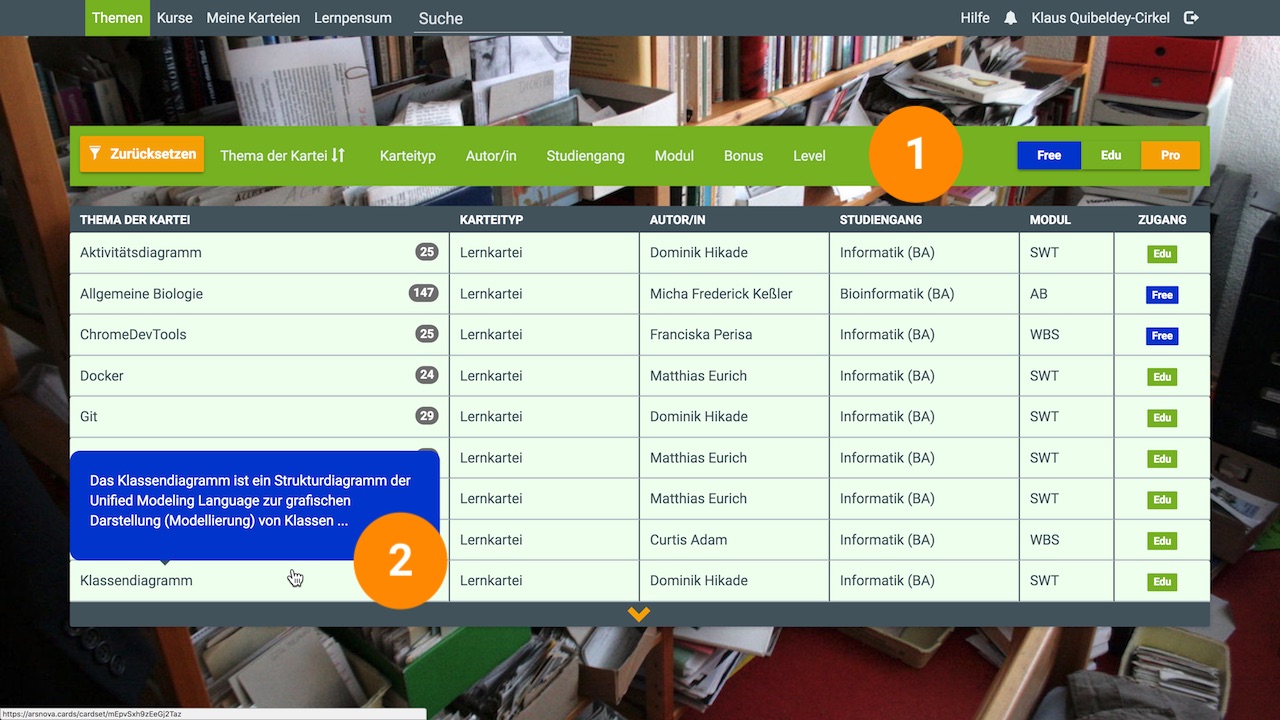 Themen Kurse Meine Karteien Lernpensum Suche Hilfe Klaus Quibeldey-Cirkel
Zurücksetzen Thema der Kartei Karteityp Autor/in Studiengang Modul Bonus Level 1 Free Edu Pro
THEMA DER KARTEI KARTEITYP AUTOR/IN STUDIENGANG MODUL ZUGANG
Aktivitätsdiagramm 25 Lernkartei Dominik Hikade Informatik (BA) SWT Edu
Allgemeine Biologie 147 Lernkartei Micha Frederick Keßler Bioinformatik (BA) AB Free
ChromeDevTools 25 Lernkartei Franciska Perisa Informatik (BA) WBS Free
Docker 24 Lernkartei Matthias Eurich Informatik (BA) SWT Edu
Git 29 Lernkartei Dominik Hikade Informatik (BA) SWT Edu
Lernkartei Matthias Eurich Informatik (BA) SWT Edu
Das Klassendiagramm ist ein Strukturdiagramm der
Unified Modeling Language zur grafischen
Darstellung (Modellierung) von Klassen ...
Lernkartei Matthias Eurich Informatik (BA) SWT Edu
Lernkartei Curtis Adam Informatik (BA) WBS Edu
2
Klassendiagramm Lernkartei Dominik Hikade Informatik (BA) SWT Edu
https://arsnova.cards/cardset/mEpvSxh9zEeGj2Taz